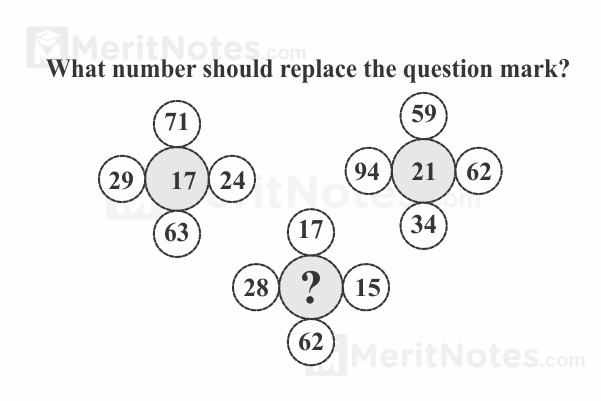 MeritNotes.com
What number should replace the question mark?
71
29 17 24
63
59
94 21 62
34
17
28 ? 15
62
MeritNotes.com
MeritNotes.com